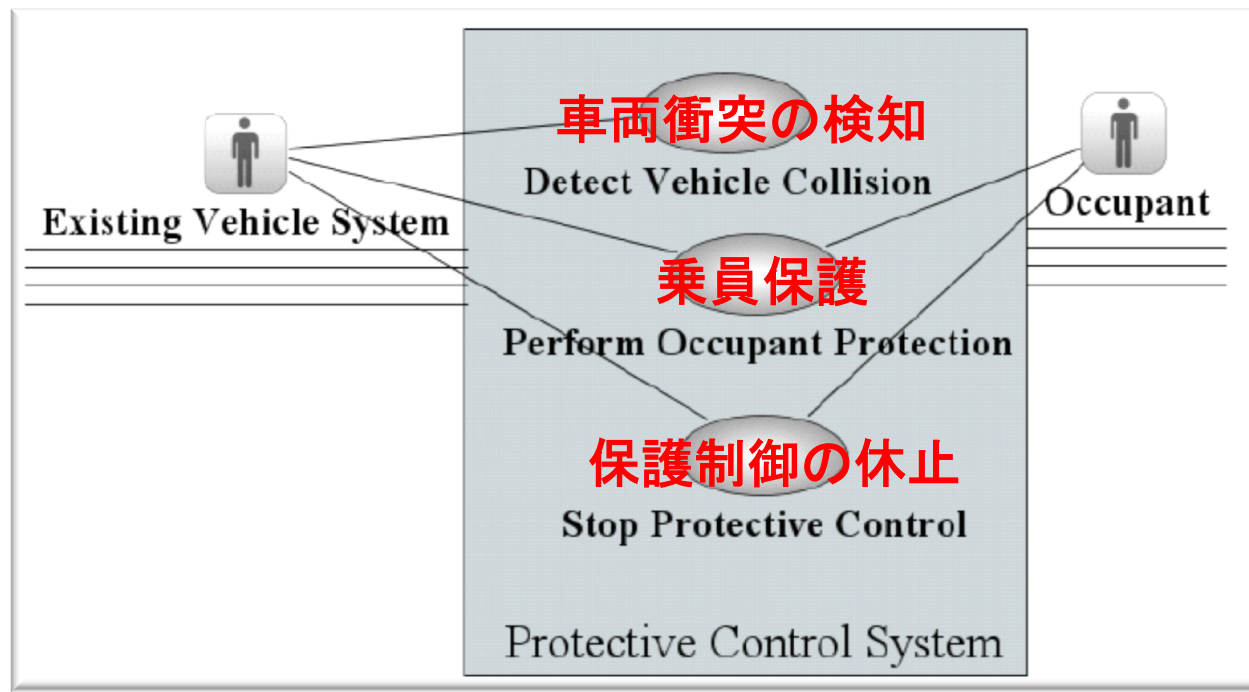 車両衝突の検知
Detect Vehicle Collision
Existing Vehicle System
Occupant
乗員保護
Perform Occupant Protection
保護制御の休止
Stop Protective Control
Protective Control System